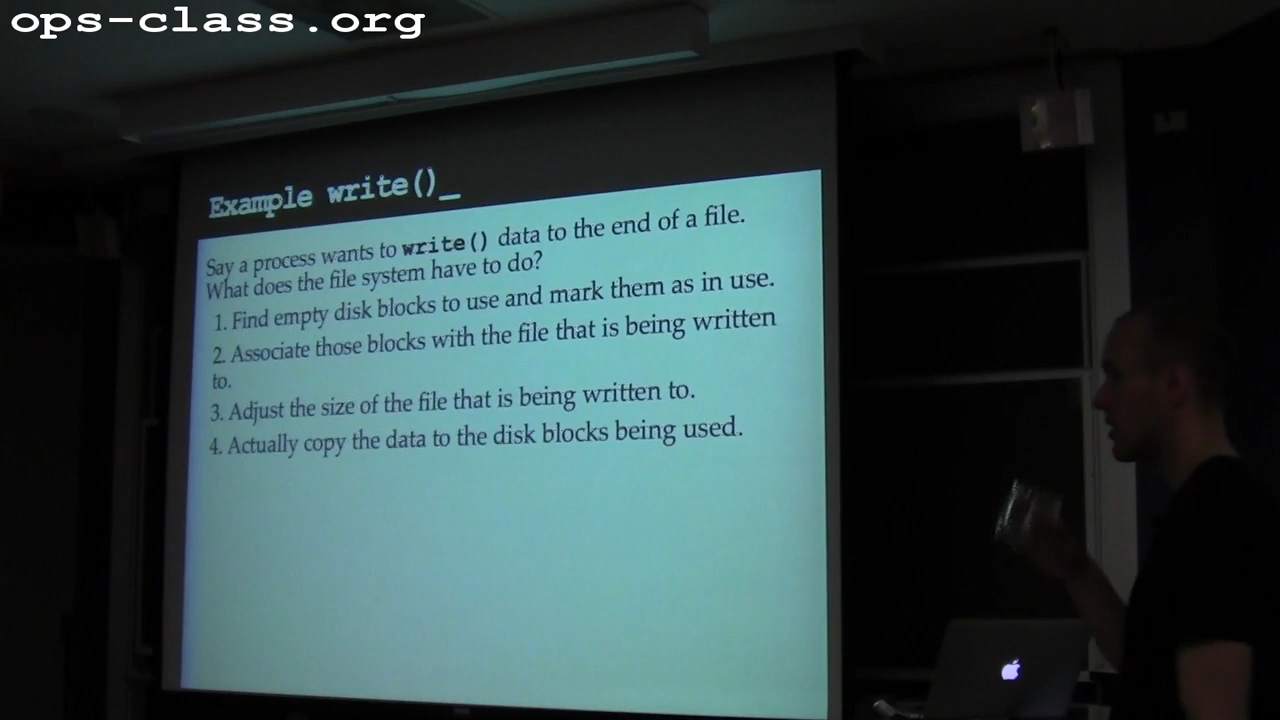 ops-class.org
Example write()_
Say a process wants to write() data to the end of a file.
What does the file system have to do?
1. Find empty disk blocks to use and mark them as in use.
2. Associate those blocks with the file that is being written
to.
3. Adjust the size of the file that is being written to.
4. Actually copy the data to the disk blocks being used.